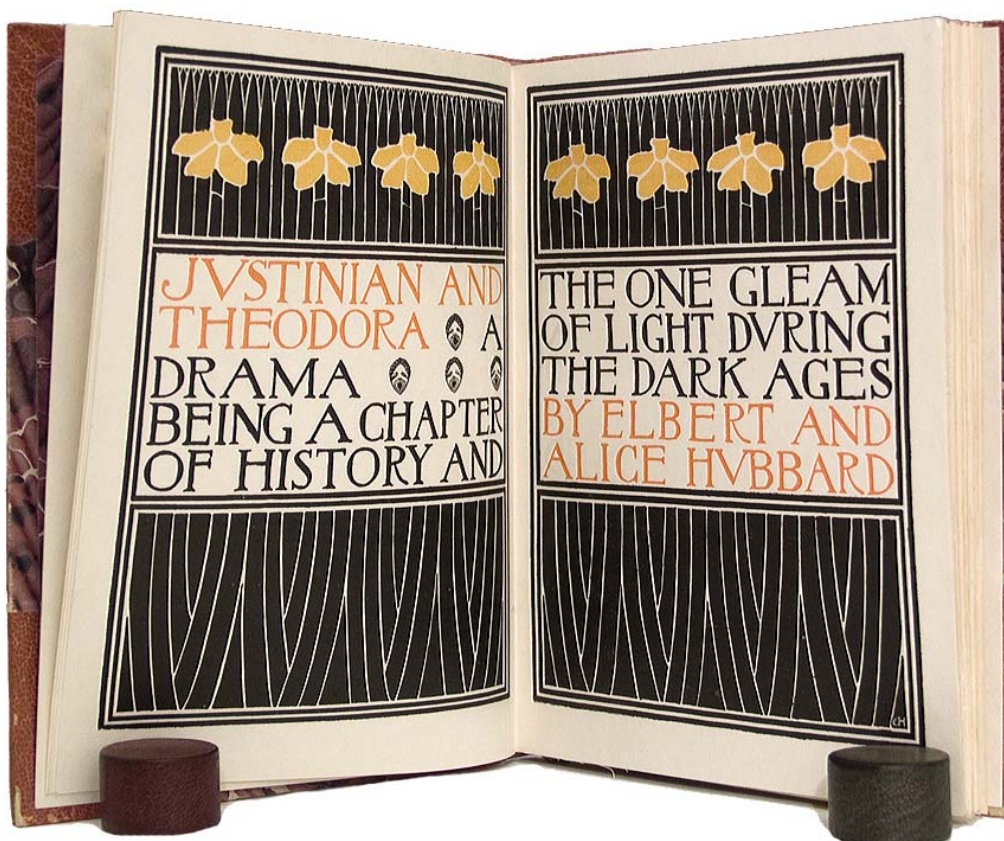 JVSTINIAN AND
THEODORA A
DRAMA
BEING A CHAPTER
OF HISTORY AND
THE ONE GLEAM
OF LIGHT DVRING
THE DARK AGES
BY ELBERT AND
ALICE HVBBARD
CH